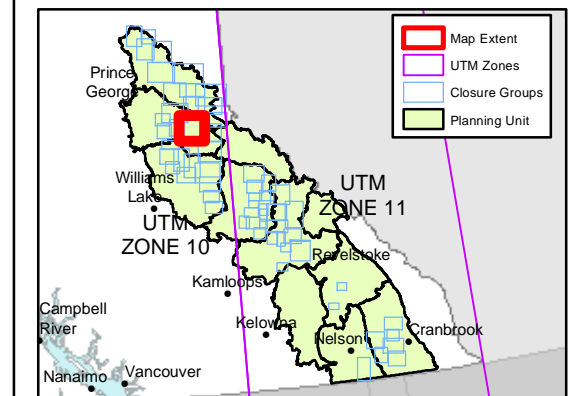 Map Extent
UTM Zones
Closure Groups
Planning Unit
Prince
George
Williams
Lake
UTM
ZONE 10
UTM
ZONE 11
Revelstoke
Kamloops
Campbell
River
Kelowna
Nelson
Cranbrook
Nanaimo
Vancouver